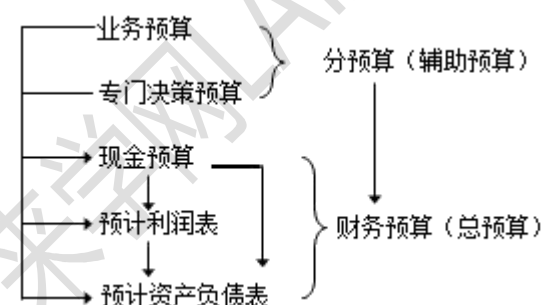 业务预算
专门决策预算
分预算（辅助预算）
现金预算
预计利润表
财务预算（总预算）
预计资产负债表